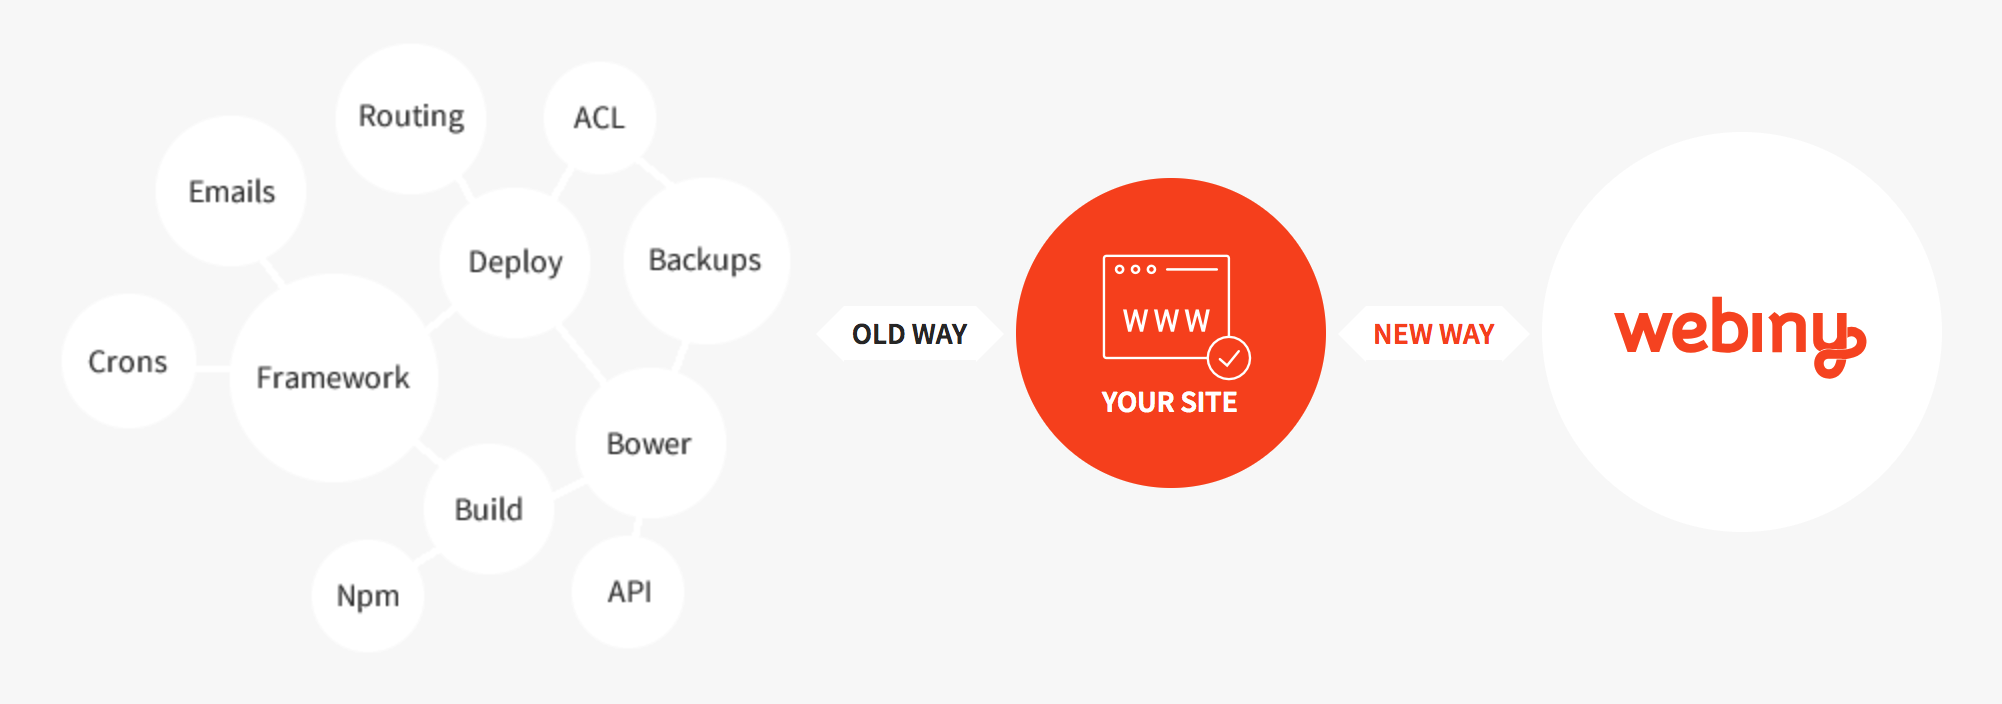 Routing
ACL
Emails
Deploy
Backups
Crons
Framework
Bower
Build
Npm
API
OLD WAY
WWW
YOUR SITE
NEW WAY
webiny